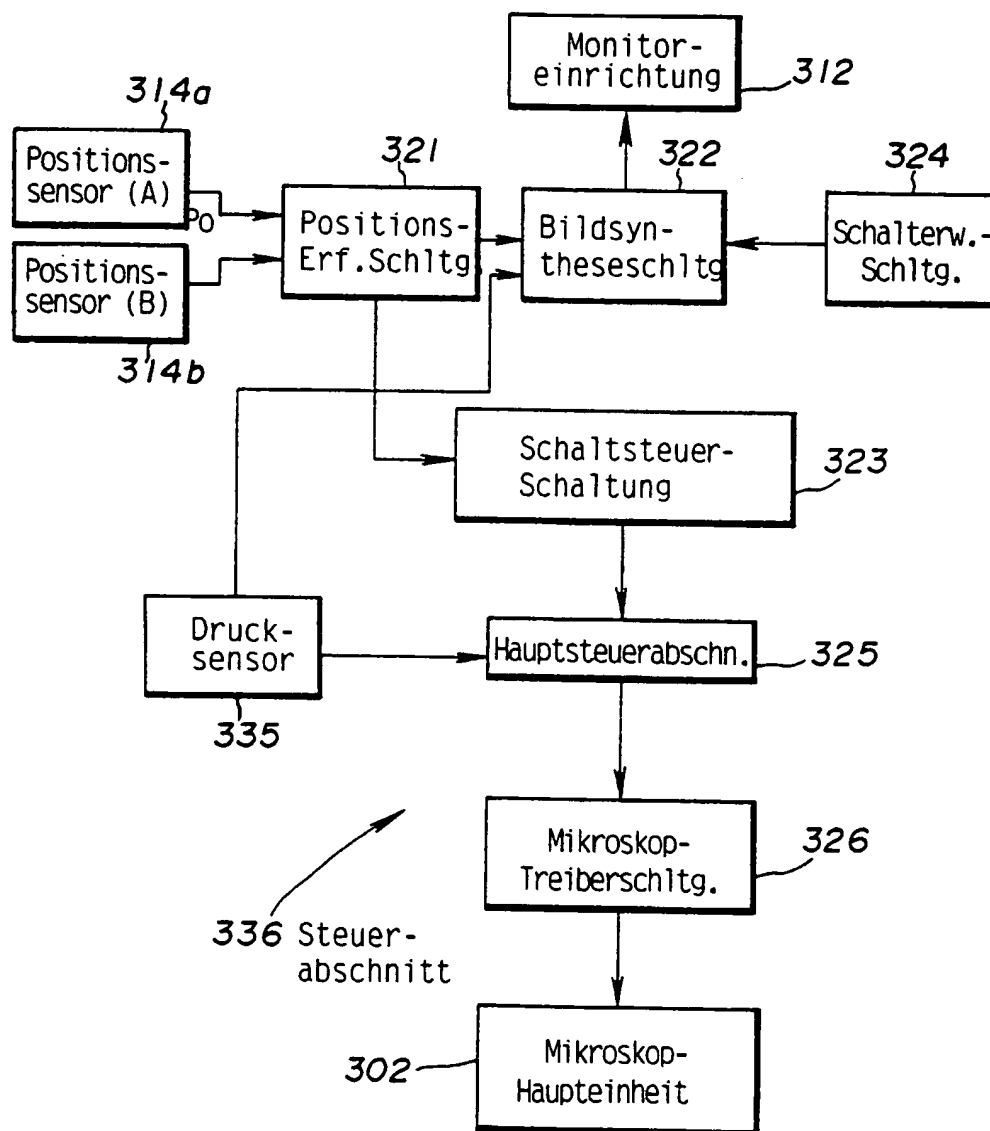 Monitor-
einrichtung
312
314a
Positions-
sensor (A)
PO
321
Positions-
Erf.Schltg.
322
Bildsyn-
theseschltg
324
Schalterw.-
Schltg.
Positions-
sensor (B)
314b
Schaltsteuer-
Schaltung
323
Druck-
sensor
335
Hauptsteuerabschn.
325
Mikroskop-
Treiberschltg.
326
336 Steuer-
abschnitt
302
Mikroskop-
Haupteinheit